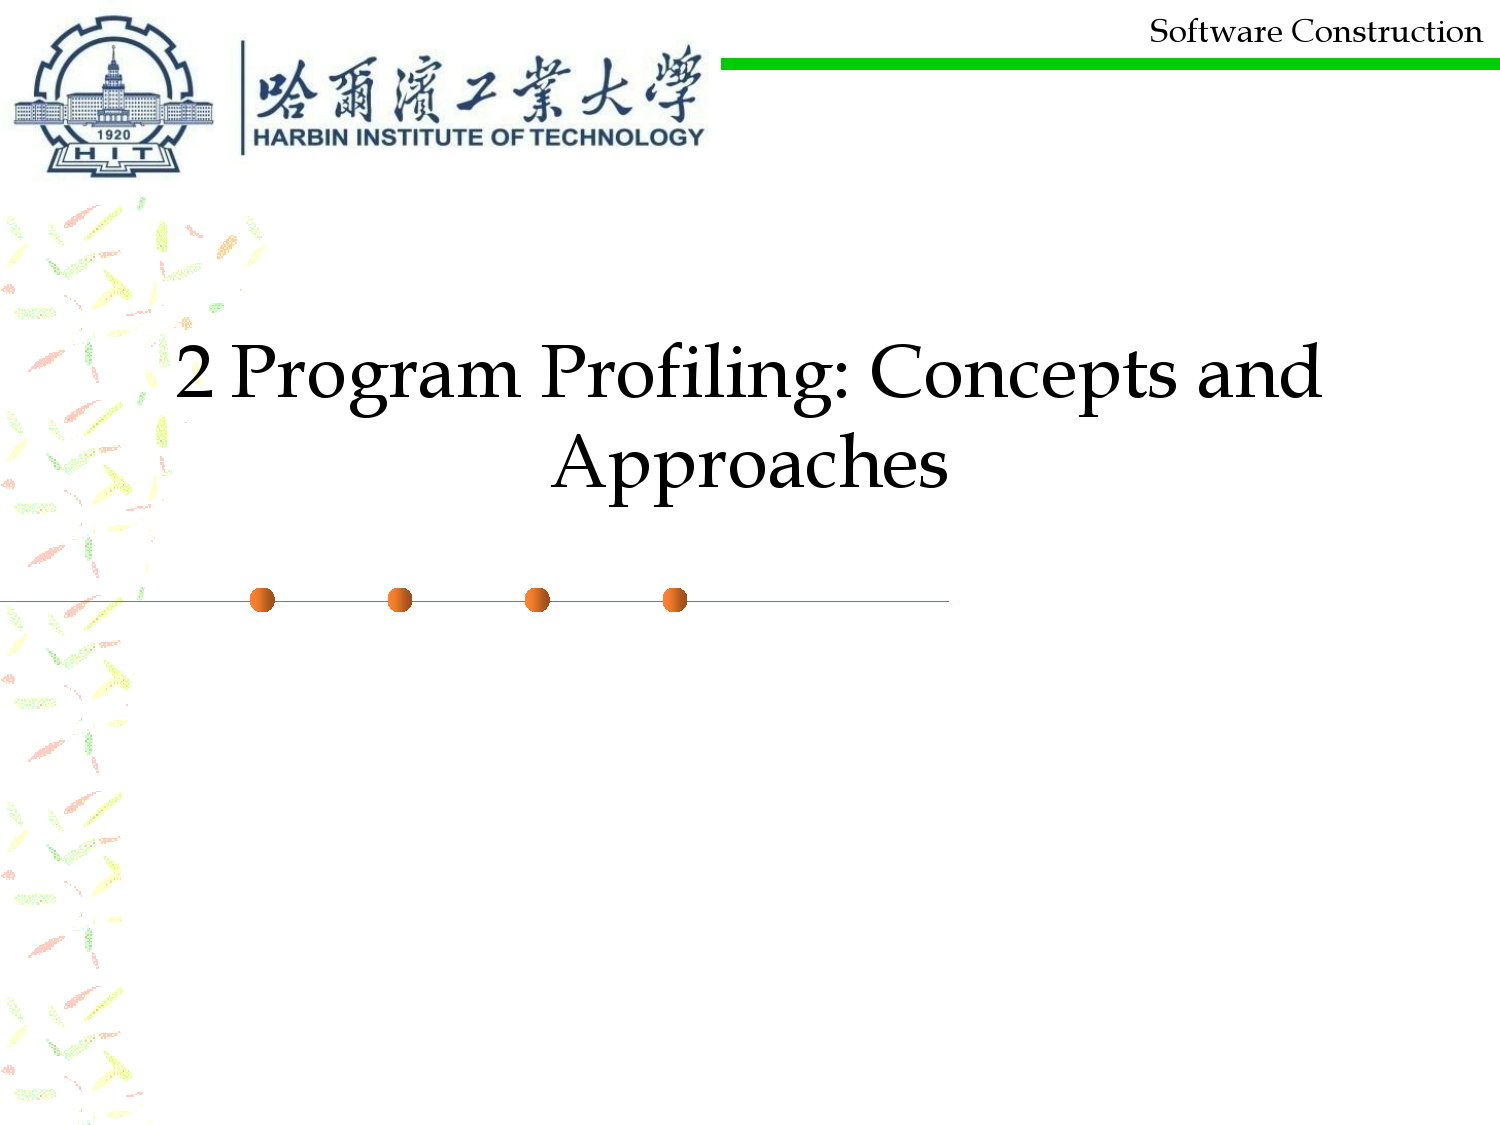 Software Construction
哈爾濱工業大學
HARBIN INSTITUTE OF TECHNOLOGY
1920
HIT
2 Program Profiling: Concepts and
Approaches